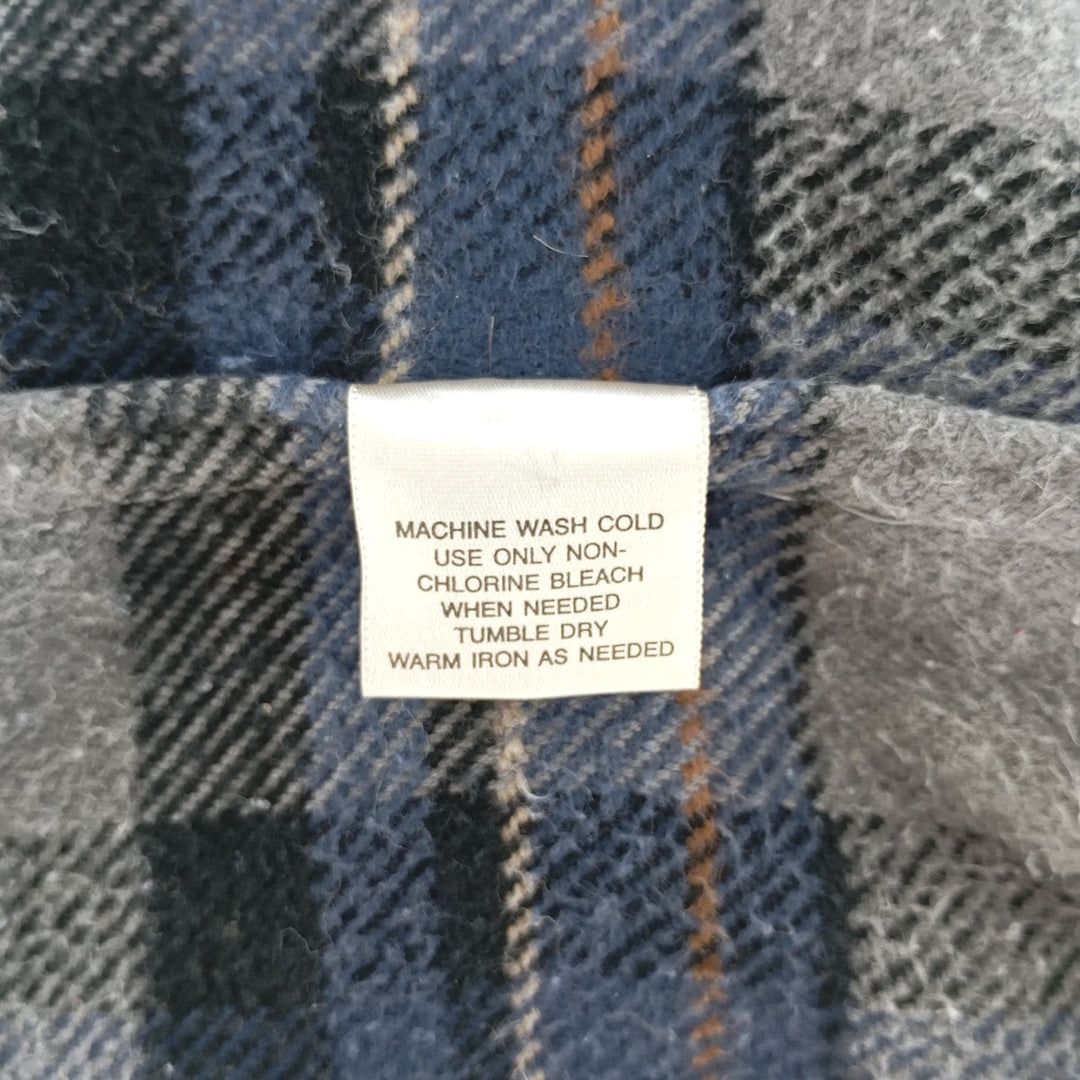 MACHINE WASH COLD
USE ONLY NON-
CHLORINE BLEACH
WHEN NEEDED
TUMBLE DRY
WARM IRON AS NEEDED